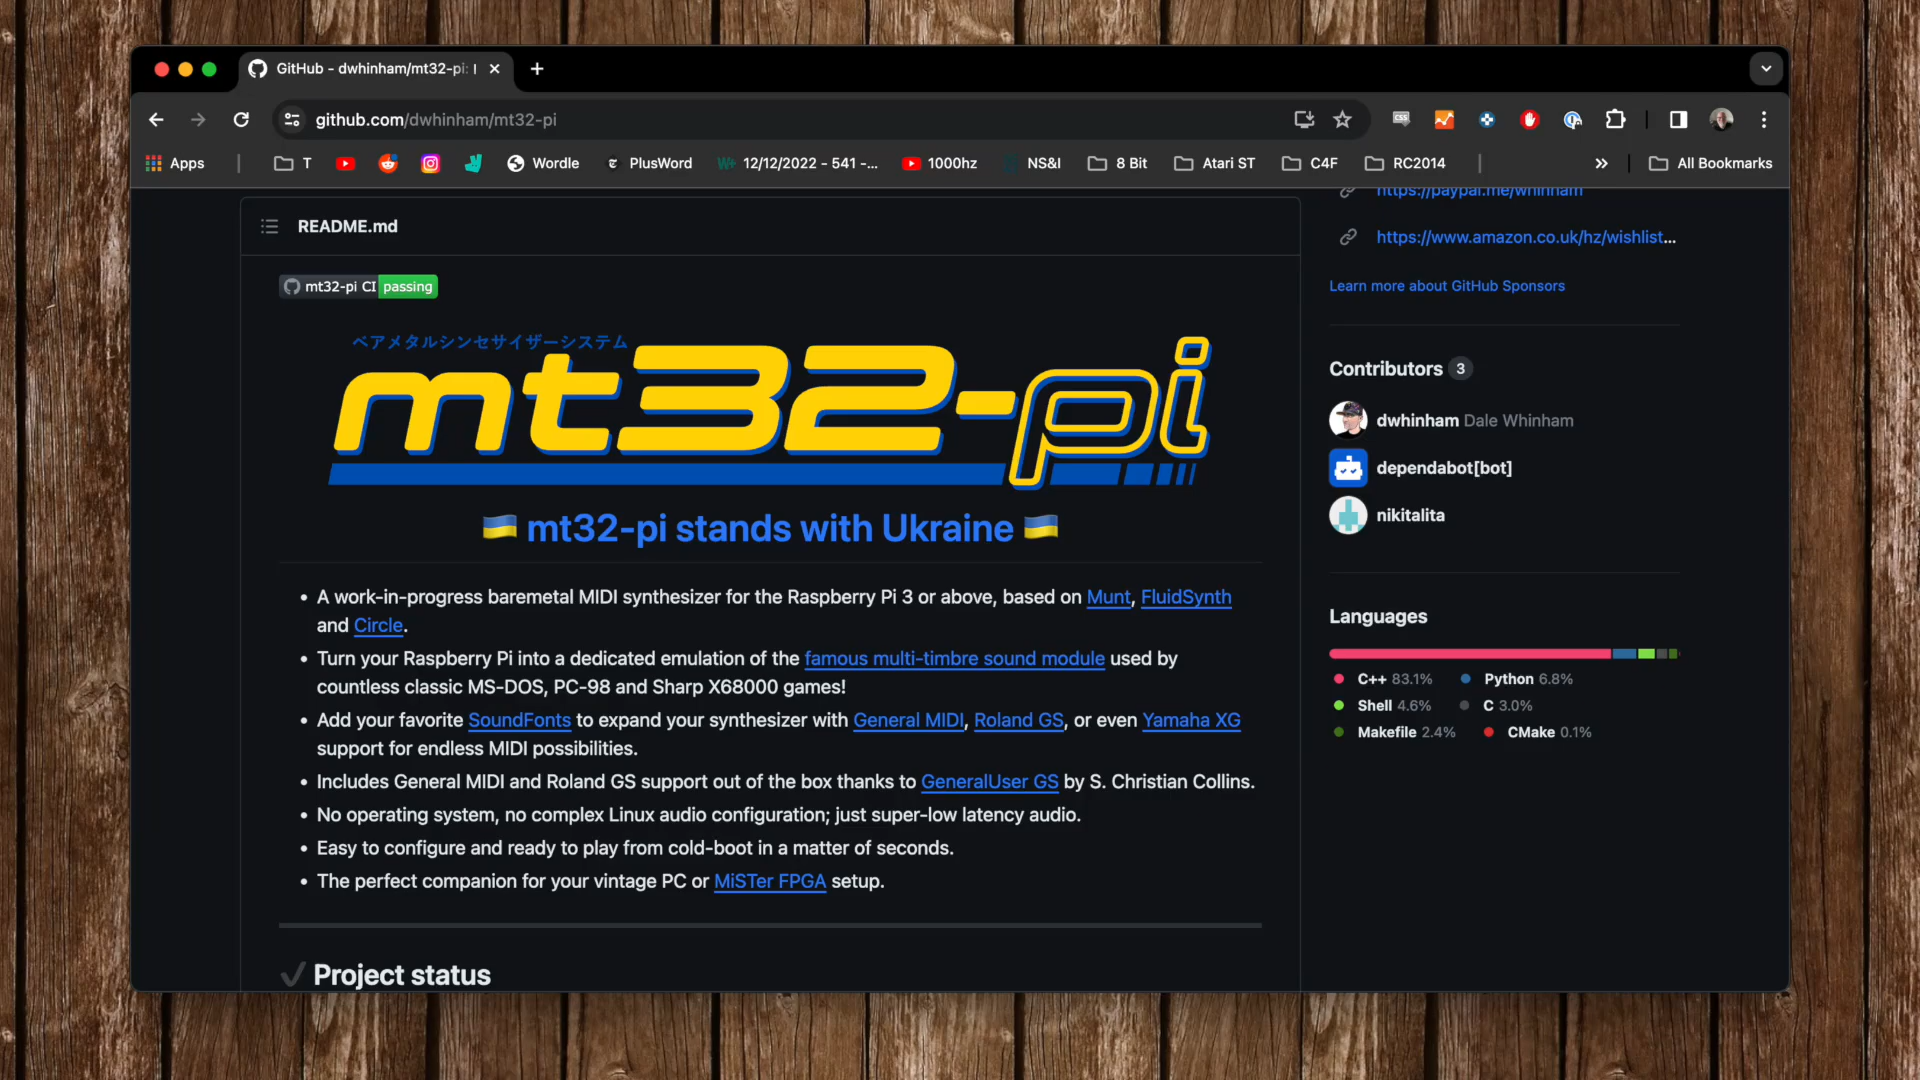 GitHub - dwhinham/mt32-pi:
github.com/dwhinham/mt32-pi
CSS
Apps
T
Wordle
PlusWord
W+ 12/12/2022 - 541 -...
1000hz
NS&I
8 Bit
Atari ST
C4F
RC2014
All Bookmarks
README.md
mt32-pi CI passing
ベアメタルシンセサイザーシステム
mt32-pi
mt32-pi stands with Ukraine
• A work-in-progress baremetal MIDI synthesizer for the Raspberry Pi 3 or above, based on Munt, FluidSynth
and Circle.
• Turn your Raspberry Pi into a dedicated emulation of the famous multi-timbre sound module used by
countless classic MS-DOS, PC-98 and Sharp X68000 games!
• Add your favorite SoundFonts to expand your synthesizer with General MIDI, Roland GS, or even Yamaha XG
support for endless MIDI possibilities.
• Includes General MIDI and Roland GS support out of the box thanks to GeneralUser GS by S. Christian Collins.
• No operating system, no complex Linux audio configuration; just super-low latency audio.
• Easy to configure and ready to play from cold-boot in a matter of seconds.
• The perfect companion for your vintage PC or MiSTer FPGA setup.
Project status
https://paypal.me/whinham
https://www.amazon.co.uk/hz/wishlist...
Learn more about GitHub Sponsors
Contributors 3
dwhinham Dale Whinham
dependabot[bot]
nikitalita
Languages
C++ 83.1%
Python 6.8%
Shell 4.6%
C 3.0%
Makefile 2.4%
CMake 0.1%